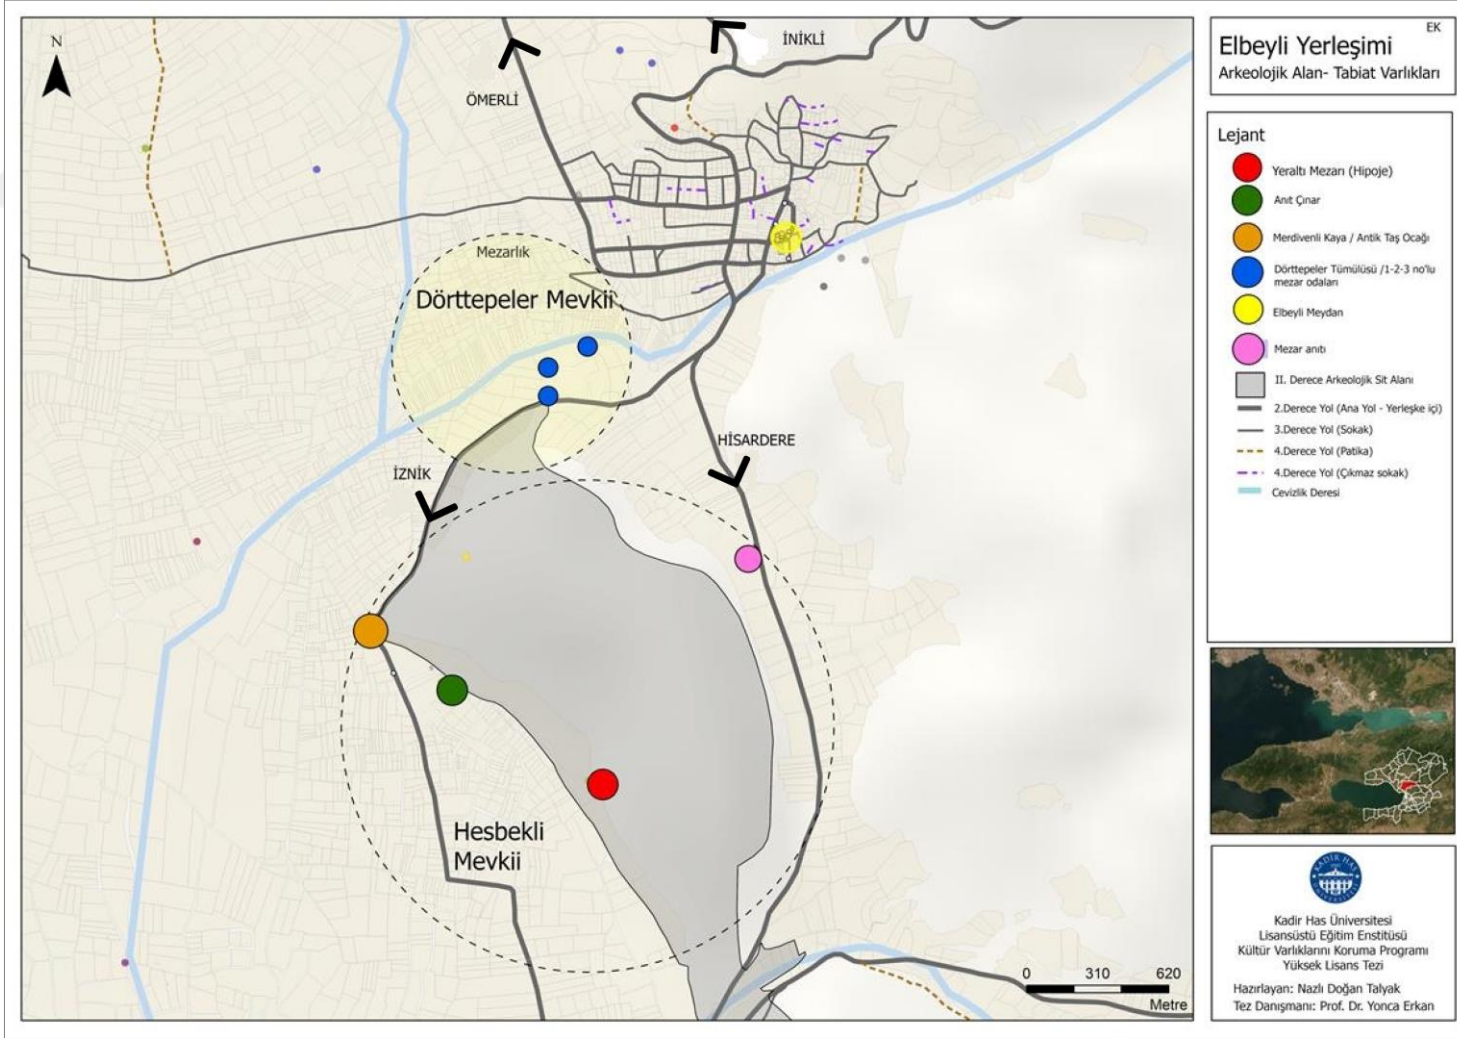 N
ÖMERLİ
İNİKLİ
Mezarlık
Dörttepeler Mevkii
İZNİK
HİSARDERE
Hesbekli
Mevkii
0 310 620
Metre
EK
Elbeyli Yerleşimi
Arkeolojik Alan- Tabiat Varlıkları
Lejant
Yeraltı Mezarı (Hipoje)
Anıt Çınar
Merdivenli Kaya / Antik Taş Ocağı
Dörttepeler Tümülüsü /1-2-3 no'lu
mezar odaları
Elbeyli Meydan
Mezar anıtı
II. Derece Arkeolojik Sit Alanı
2.Derece Yol (Ana Yol - Yerleşke içi)
3.Derece Yol (Sokak)
4.Derece Yol (Patika)
4.Derece Yol (Çıkmaz sokak)
Cevizlik Deresi
KADİR HAS
ÜNİVERSİTESİ
Kadir Has Üniversitesi
Lisansüstü Eğitim Enstitüsü
Kültür Varlıklarını Koruma Programı
Yüksek Lisans Tezi
Hazırlayan: Nazlı Doğan Talyak
Tez Danışmanı: Prof. Dr. Yonca Erkan